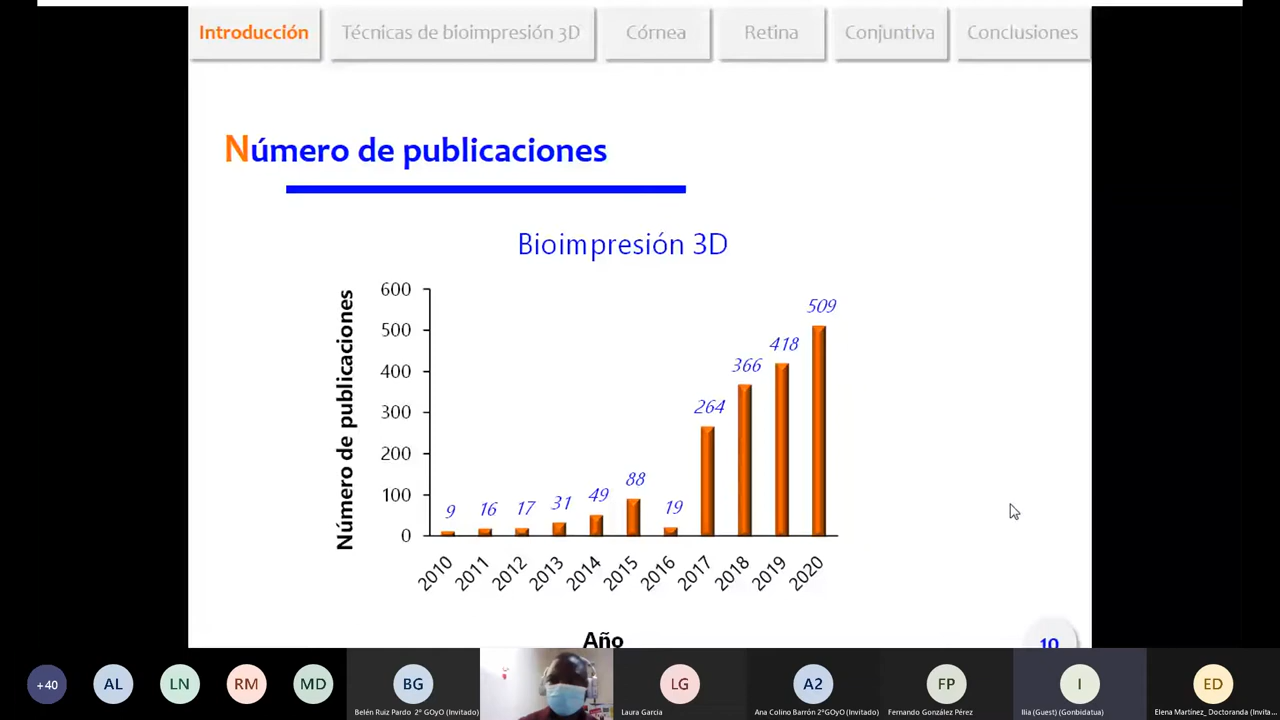 Introducción
Técnicas de bioimpresión 3D
Córnea
Retina
Conjuntiva
Conclusiones
Número de publicaciones
Bioimpresión 3D
Número de publicaciones
600
500
400
300
200
100
0
9
16
17
31
49
88
19
264
366
418
509
2010
2011
2012
2013
2014
2015
2016
2017
2018
2019
2020
Año
10
+40
AL
LN
RM
MD
BG
LG
A2
FP
I
ED
Belén Ruiz Pardo 2º GOyO (Invitado)
Laura Garcia
Ana Colino Barrón 2ºGOyO (Invitado)
Fernando González Pérez
Ilia (Guest) (Gonbidatua)
Elena Martínez_Doctoranda (Invita...